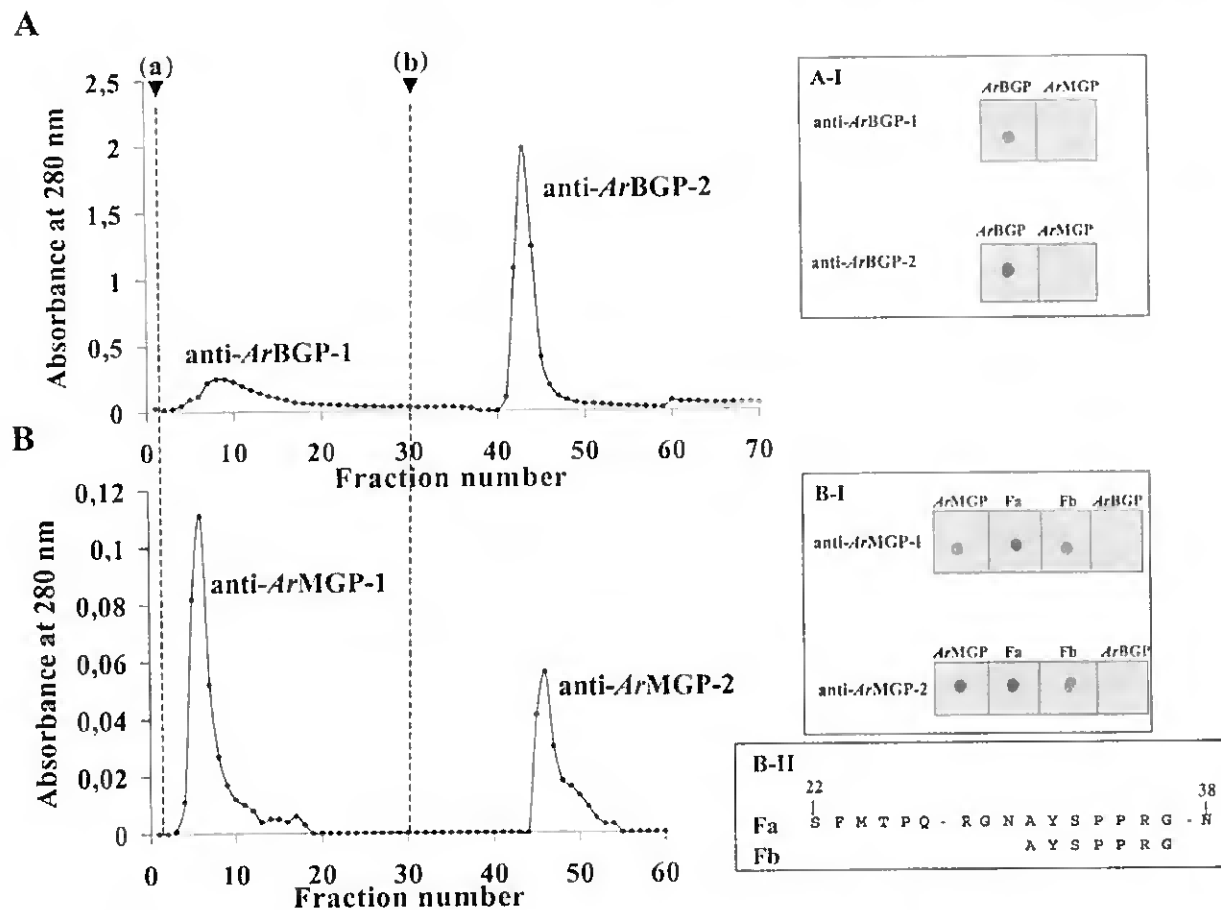 A
(a)
(b)
2,5
2
1,5
1
0,5
0
Absorbance at 280 nm
anti-ArBGP-1
anti-ArBGP-2
0 10 20 30 40 50 60 70
Fraction number
A-I
ArBGP ArMGP
anti-ArBGP-1
ArBGP ArMGP
anti-ArBGP-2
B
0,12
0,1
0,08
0,06
0,04
0,02
0
Absorbance at 280 nm
anti-ArMGP-1
anti-ArMGP-2
0 10 20 30 40 50 60
Fraction number
B-I
ArMGP Fa Fb ArBGP
anti-ArMGP-1
ArMGP Fa Fb ArBGP
anti-ArMGP-2
B-II
22 38
Fa S F M T P Q - R G N A Y S P P R G - N
Fb A Y S P P R G